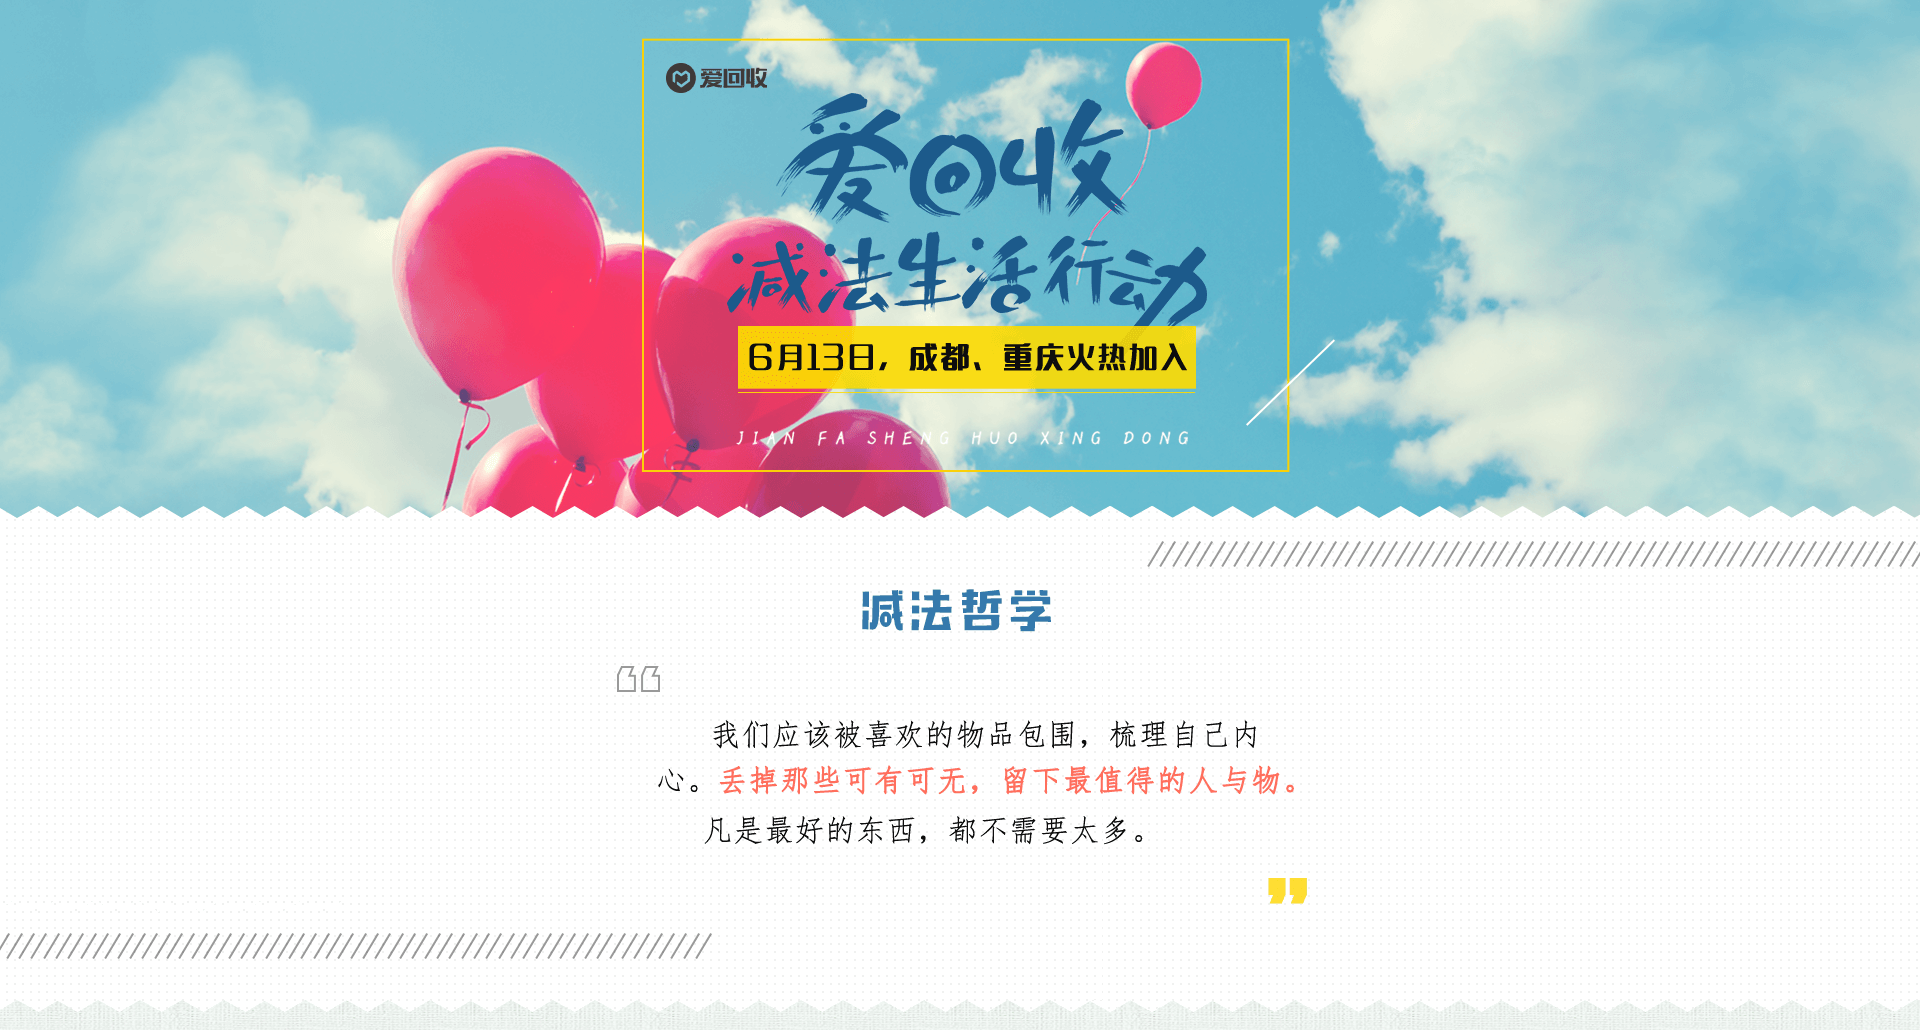 爱回收
爱回收
减法生活行动
6月13日,成都、重庆火热加入
JIAN FA SHENG HUO XING DONG
减法哲学
我们应该被喜欢的物品包围,梳理自己内
心。丢掉那些可有可无,留下最值得的人与物。
凡是最好的东西,都不需要太多。